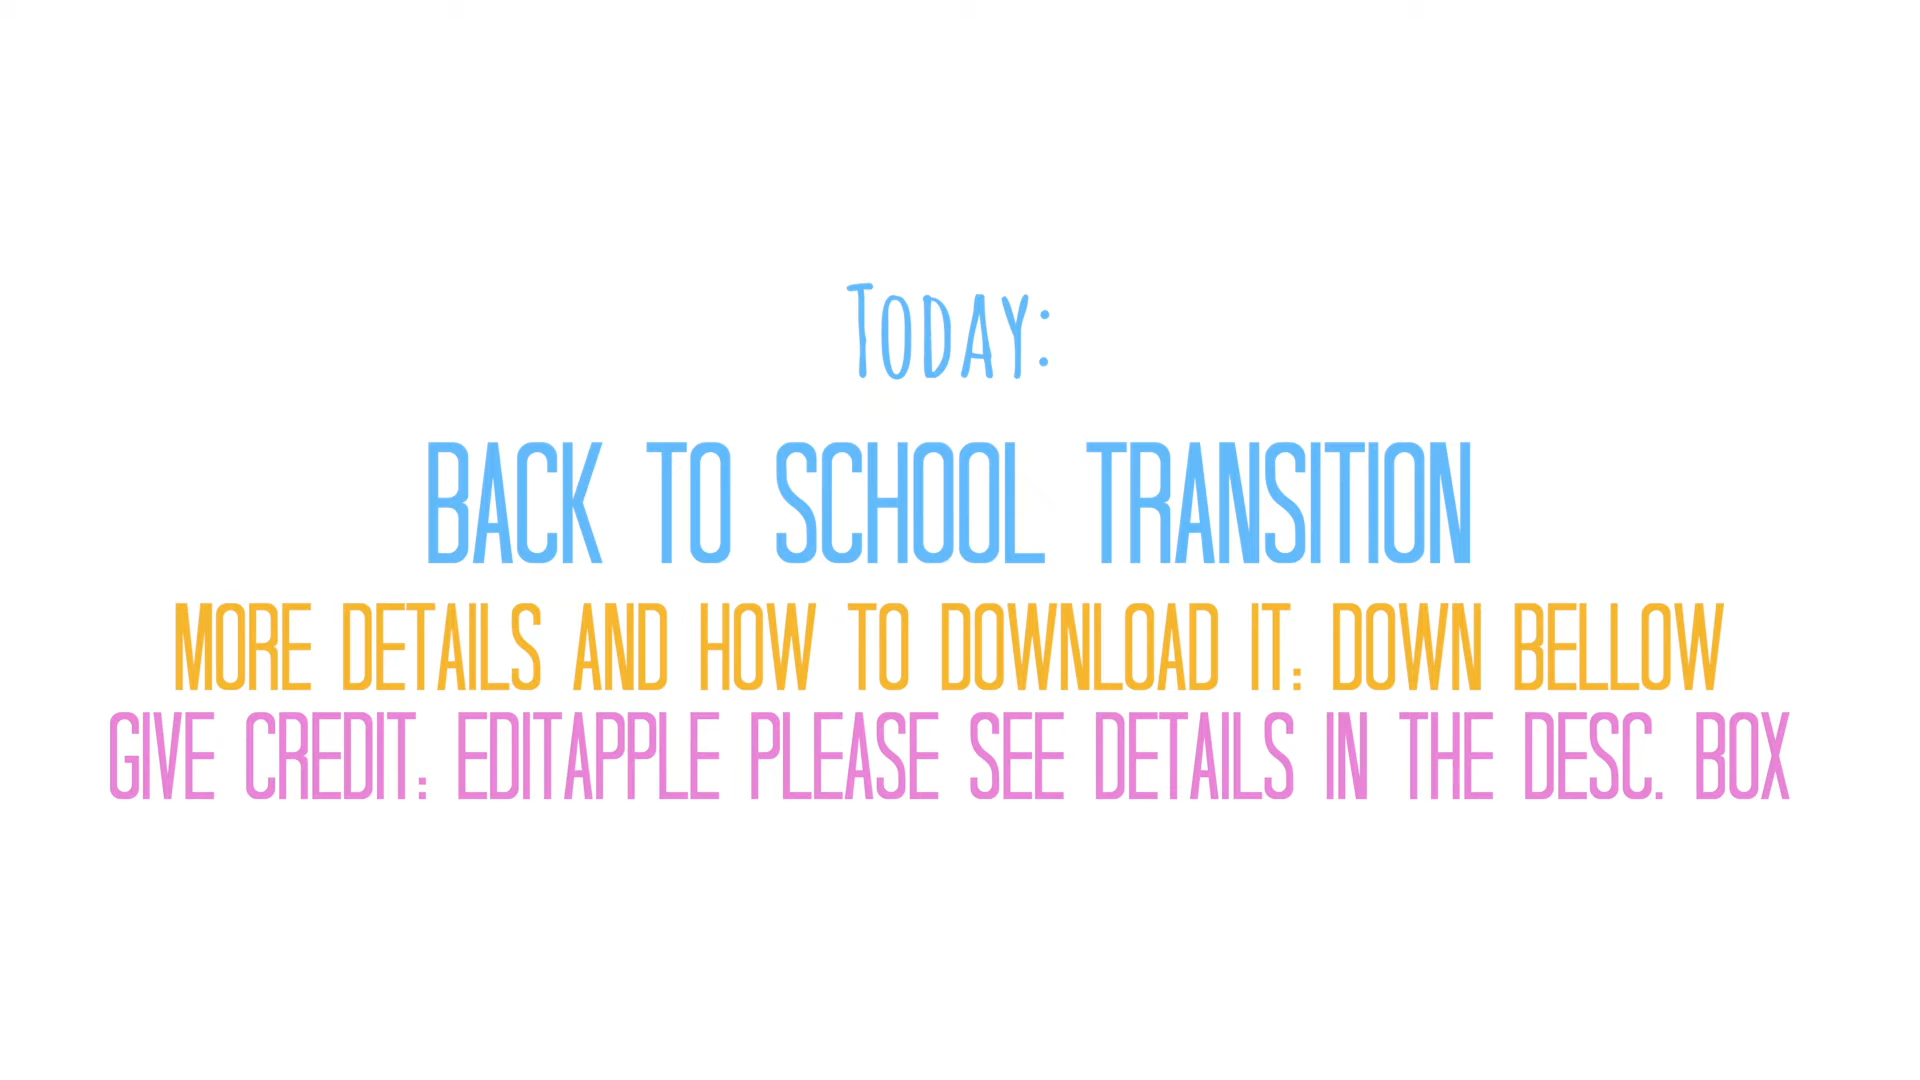 Today:
BACK TO SCHOOL TRANSITION
MORE DETAILS AND HOW TO DOWNLOAD IT: DOWN BELLOW
GIVE CREDIT: EDITAPPLE PLEASE SEE DETAILS IN THE DESC. BOX